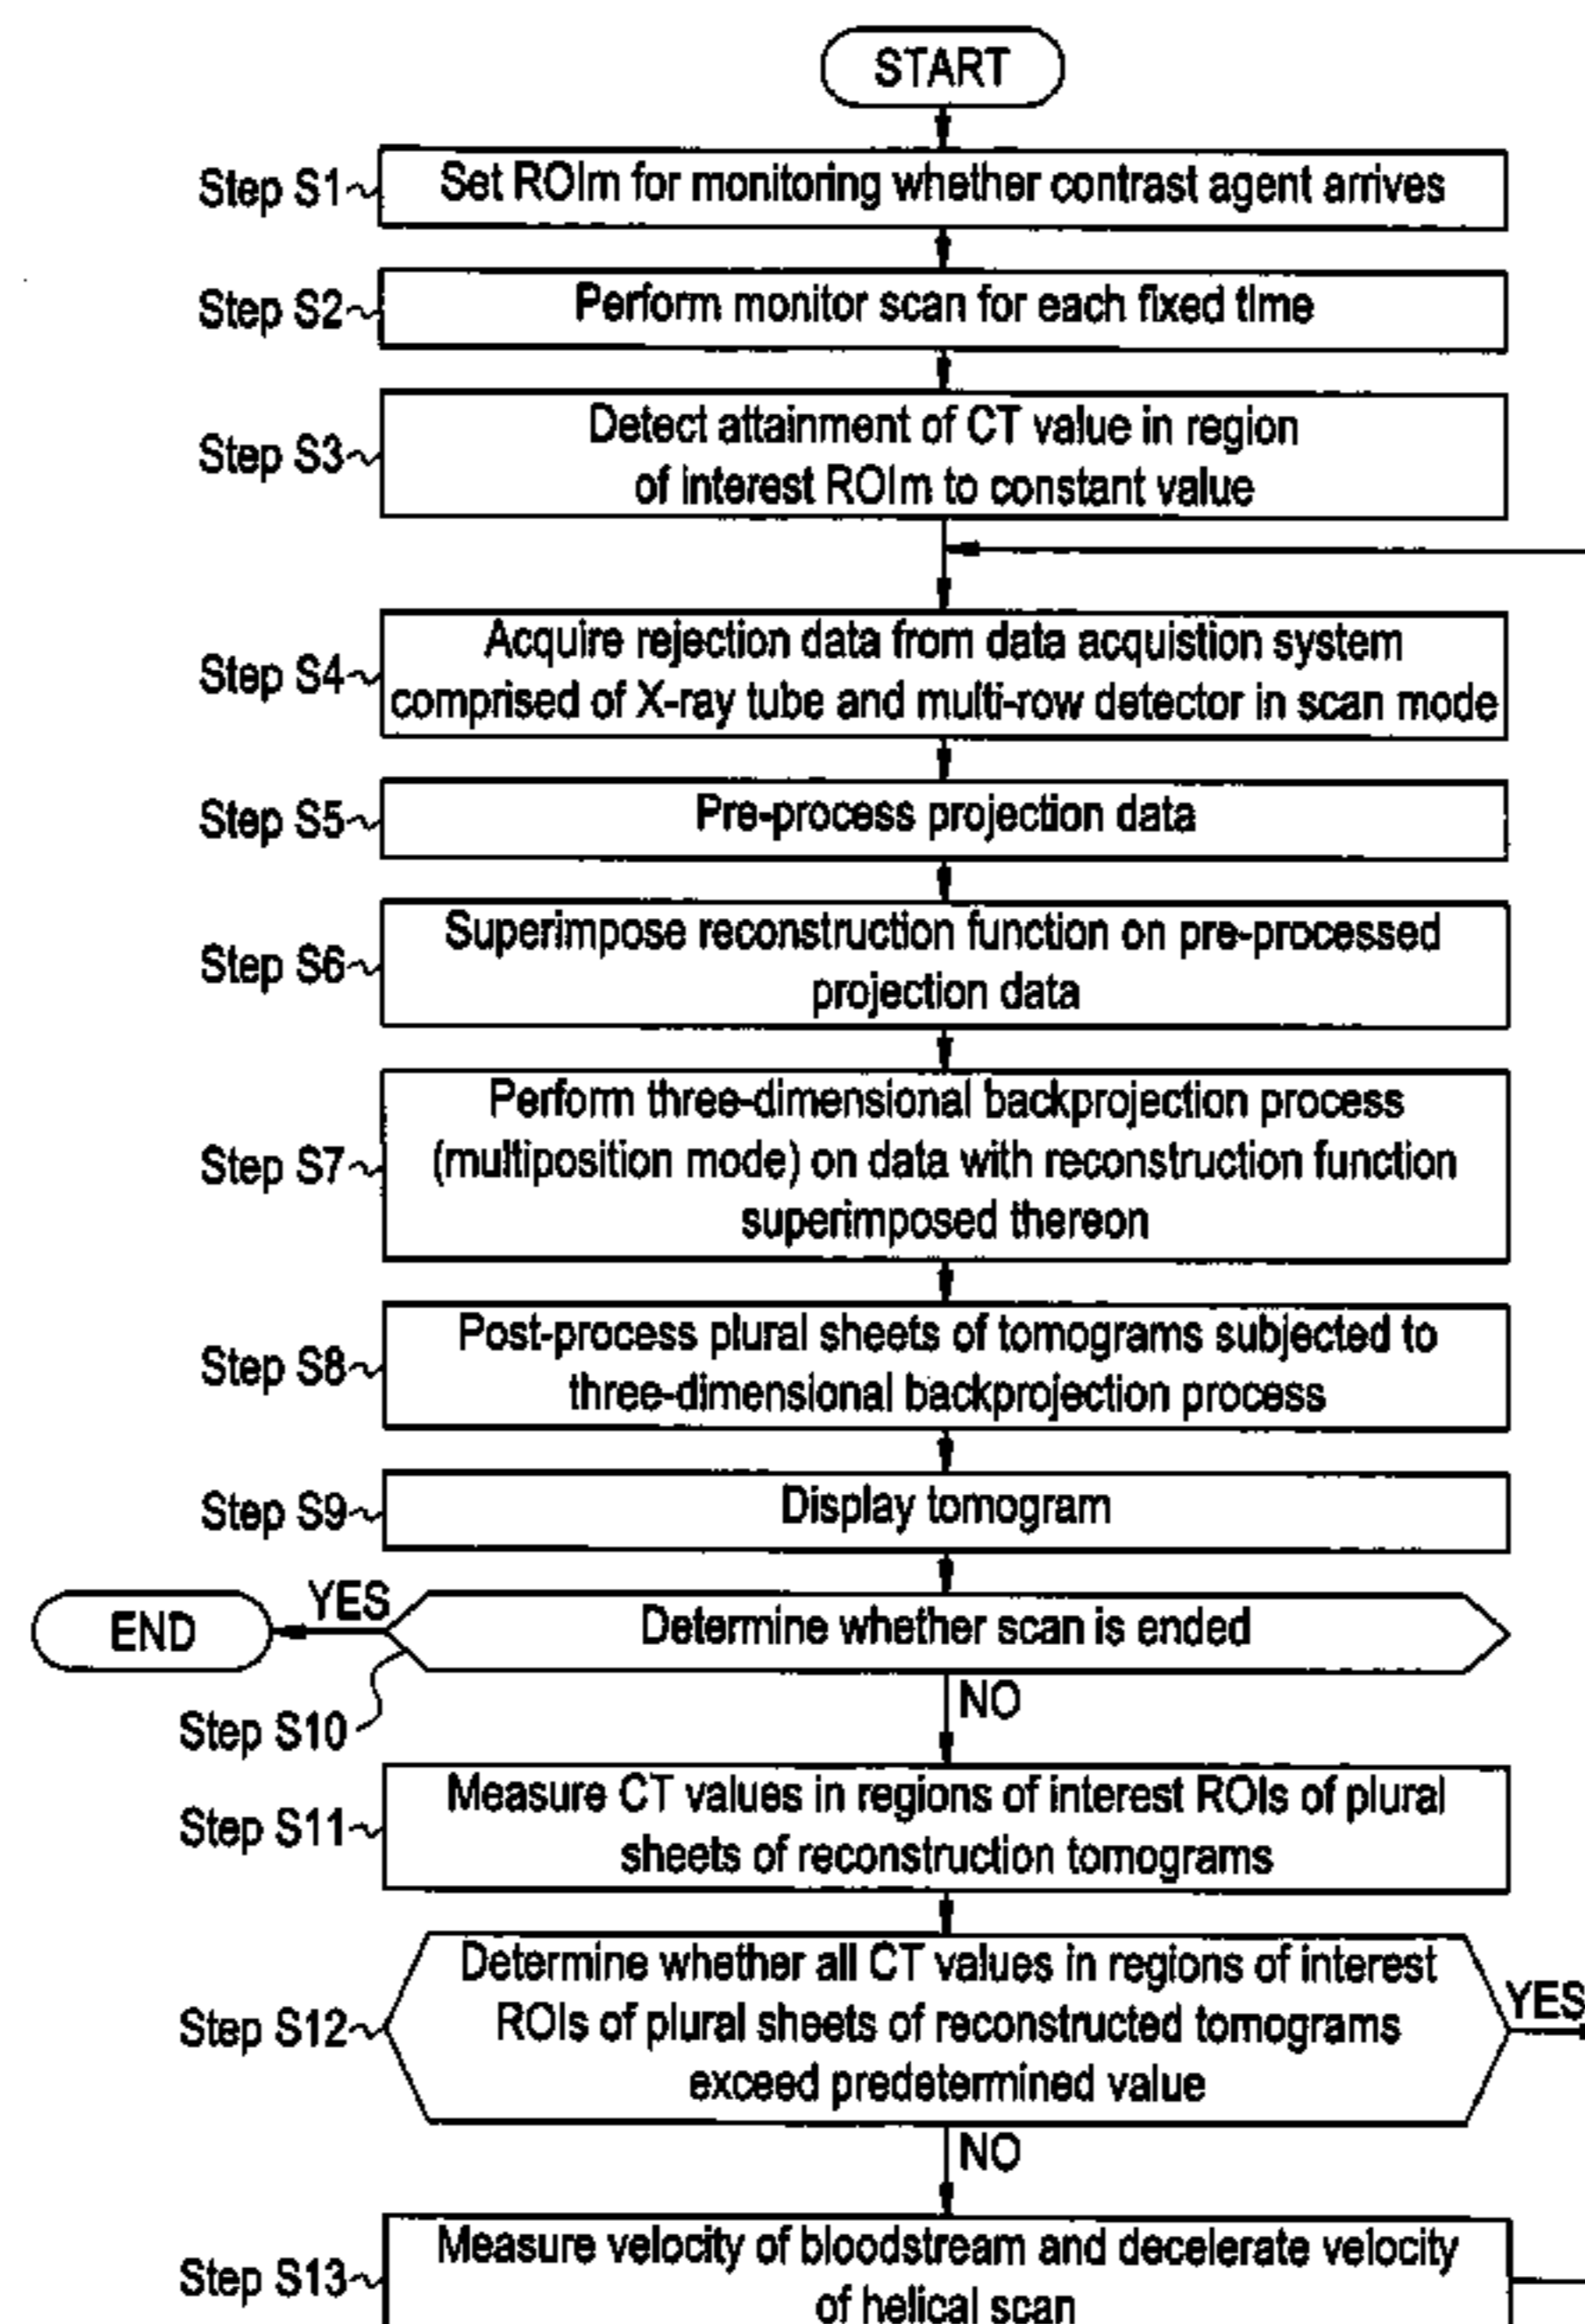 START
Step S1
Set ROIm for monitoring whether contrast agent arrives
Step S2
Perform monitor scan for each fixed time
Step S3
Detect attainment of CT value in region
of interest ROIm to constant value
Step S4
Acquire rejection data from data acquistion system
comprised of X-ray tube and multi-row detector in scan mode
Step S5
Pre-process projection data
Step S6
Superimpose reconstruction function on pre-processed
projection data
Step S7
Perform three-dimensional backprojection process
(multiposition mode) on data with reconstruction function
superimposed thereon
Step S8
Post-process plural sheets of tomograms subjected to
three-dimensional backprojection process
Step S9
Display tomogram
END
YES
Determine whether scan is ended
Step S10
NO
Step S11
Measure CT values in regions of interest ROIs of plural
sheets of reconstruction tomograms
Step S12
Determine whether all CT values in regions of interest
ROIs of plural sheets of reconstructed tomograms
exceed predetermined value
YES
NO
Step S13
Measure velocity of bloodstream and decelerate velocity
of helical scan